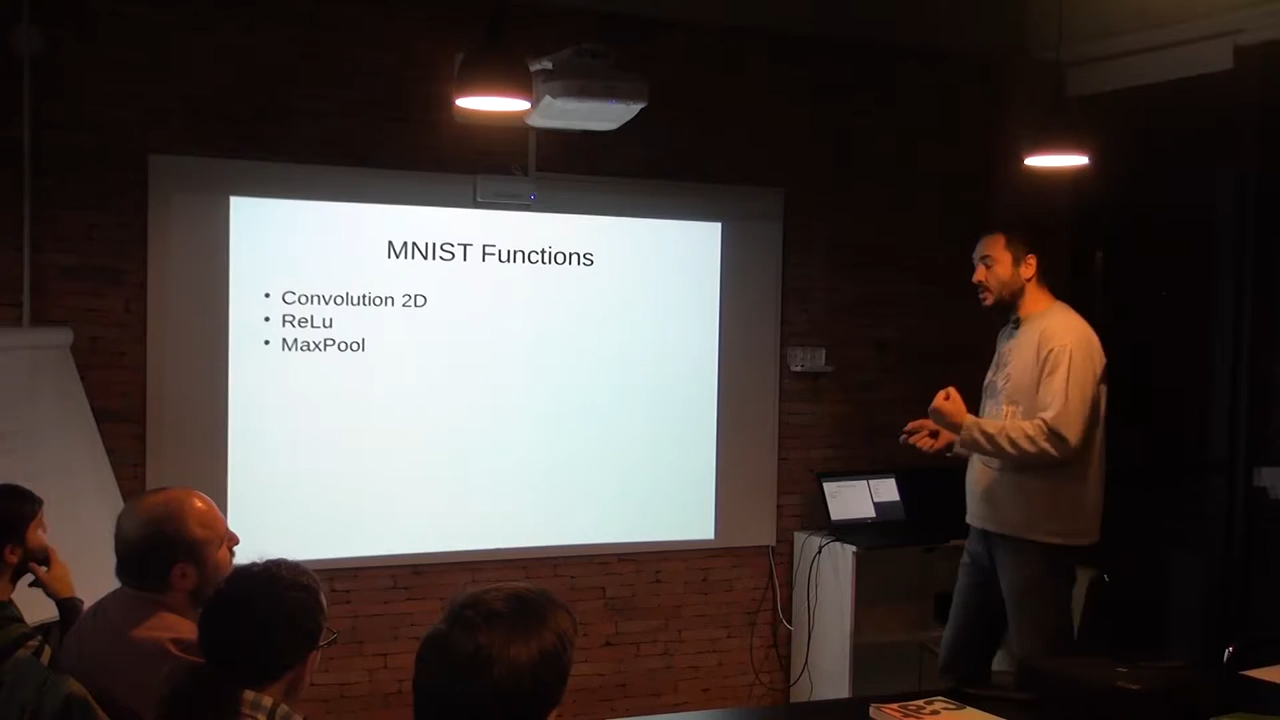 MNIST Functions
• Convolution 2D
• ReLu
• MaxPool